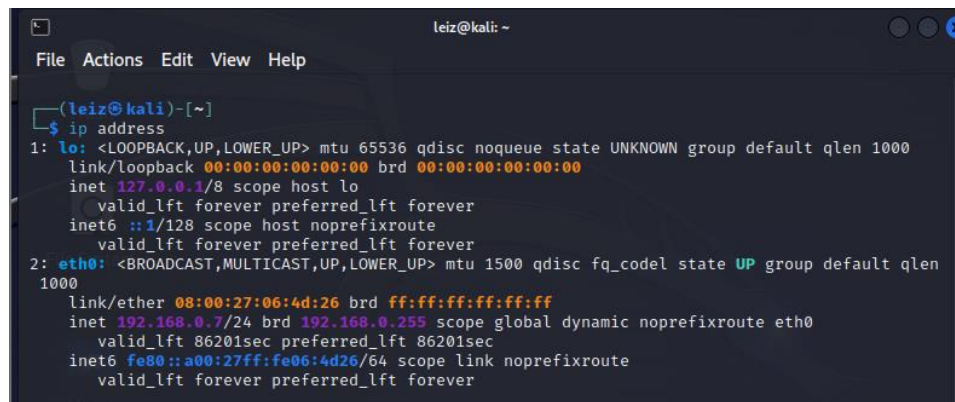 leiz@kali: ~
File Actions Edit View Help
┌──(leiz㉿kali)-[~]
└─$ ip address
1: lo: <LOOPBACK,UP,LOWER_UP> mtu 65536 qdisc noqueue state UNKNOWN group default qlen 1000
    link/loopback 00:00:00:00:00:00 brd 00:00:00:00:00:00
    inet 127.0.0.1/8 scope host lo
       valid_lft forever preferred_lft forever
    inet6 ::1/128 scope host noprefixroute
       valid_lft forever preferred_lft forever
2: eth0: <BROADCAST,MULTICAST,UP,LOWER_UP> mtu 1500 qdisc fq_codel state UP group default qlen
 1000
    link/ether 08:00:27:06:4d:26 brd ff:ff:ff:ff:ff:ff
    inet 192.168.0.7/24 brd 192.168.0.255 scope global dynamic noprefixroute eth0
       valid_lft 86201sec preferred_lft 86201sec
    inet6 fe80::a00:27ff:fe06:4d26/64 scope link noprefixroute
       valid_lft forever preferred_lft forever